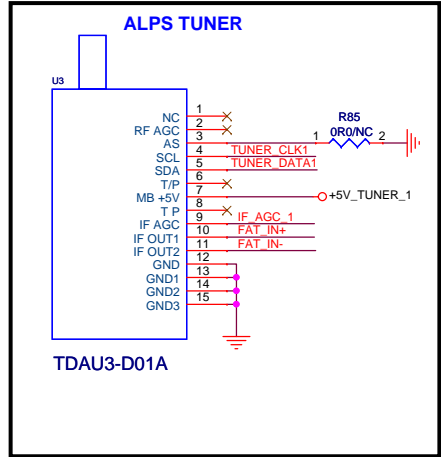 ALPS TUNER
U3
NC 1
RF AGC 2
AS 3 1 R85 2
0R0/NC
SCL 4 TUNER_CLK1
SDA 5 TUNER_DATA1
T/P 6
MB +5V 7 +5V_TUNER_1
T P 8
IF AGC 9 IF_AGC_1
IF OUT1 10 FAT_IN+
IF OUT2 11 FAT_IN-
GND 12
GND1 13
GND2 14
GND3 15
TDAU3-D01A